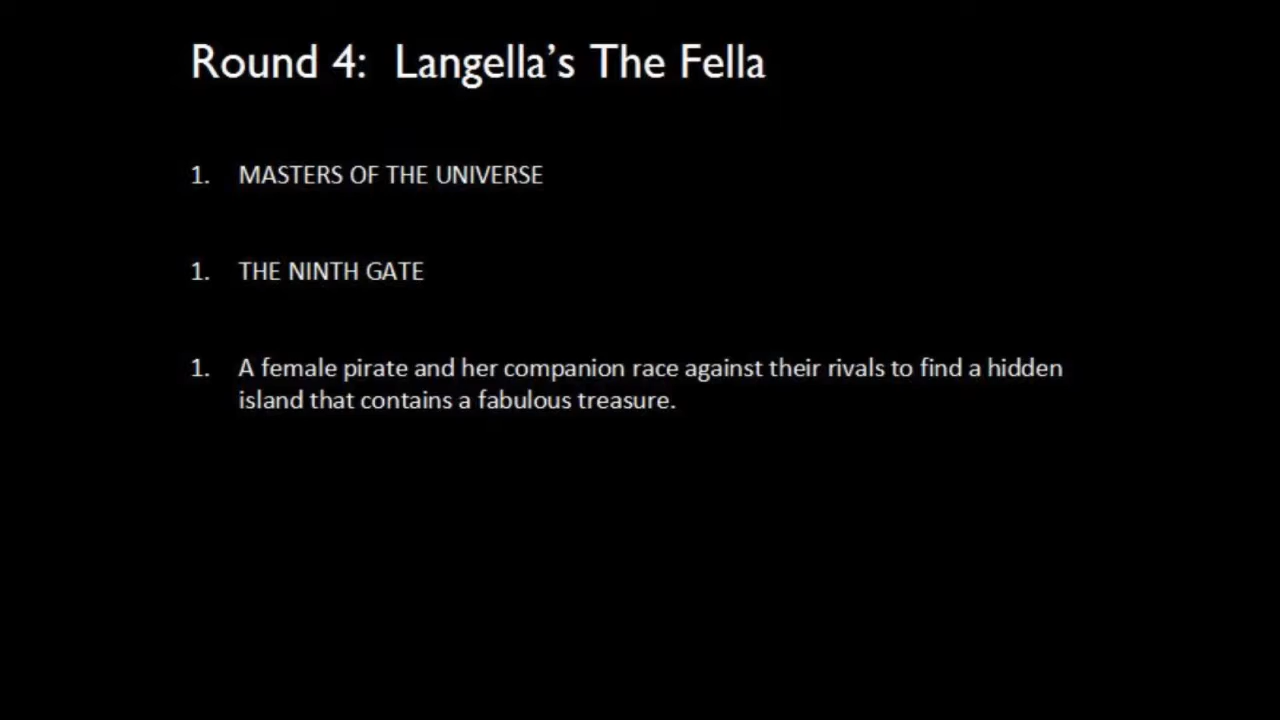 Round 4: Langella’s The Fella
1. MASTERS OF THE UNIVERSE
1. THE NINTH GATE
1. A female pirate and her companion race against their rivals to find a hidden
island that contains a fabulous treasure.